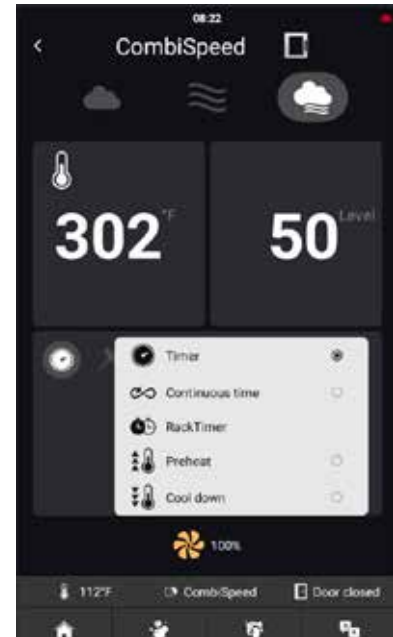 08:22
CombiSpeed
302 °F
50 Level
Timer
Continuous time
RackTimer
Preheat
Cool down
100%
112°F CombiSpeed Door closed